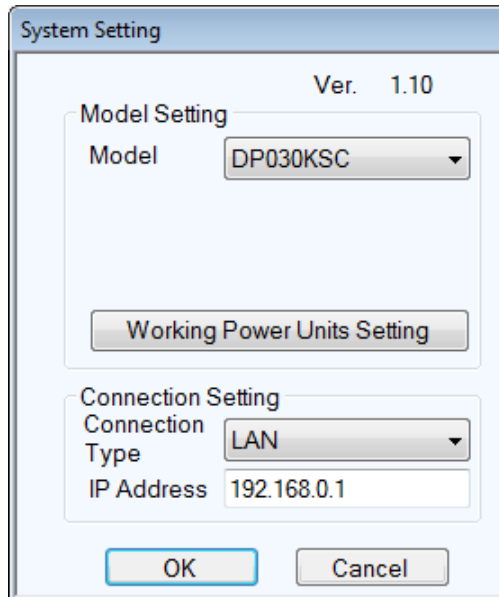 System Setting
Ver. 1.10
Model Setting
Model DP030KSC
Working Power Units Setting
Connection Setting
Connection
Type LAN
IP Address 192.168.0.1
OK Cancel